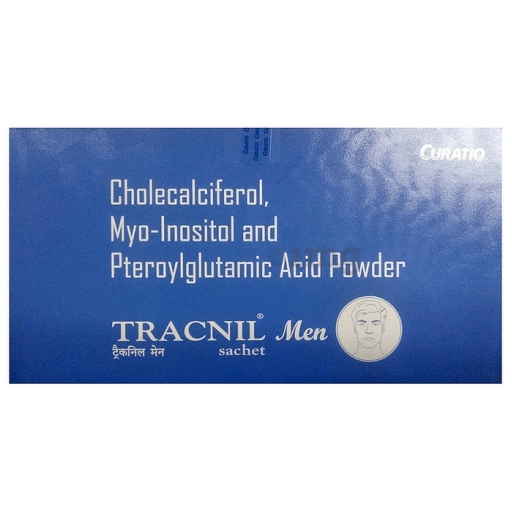 CURATIO
Cholecalciferol,
Myo-Inositol and
Pteroylglutamic Acid Powder
TRACNIL® Men
ट्रैकनिल मेन sachet